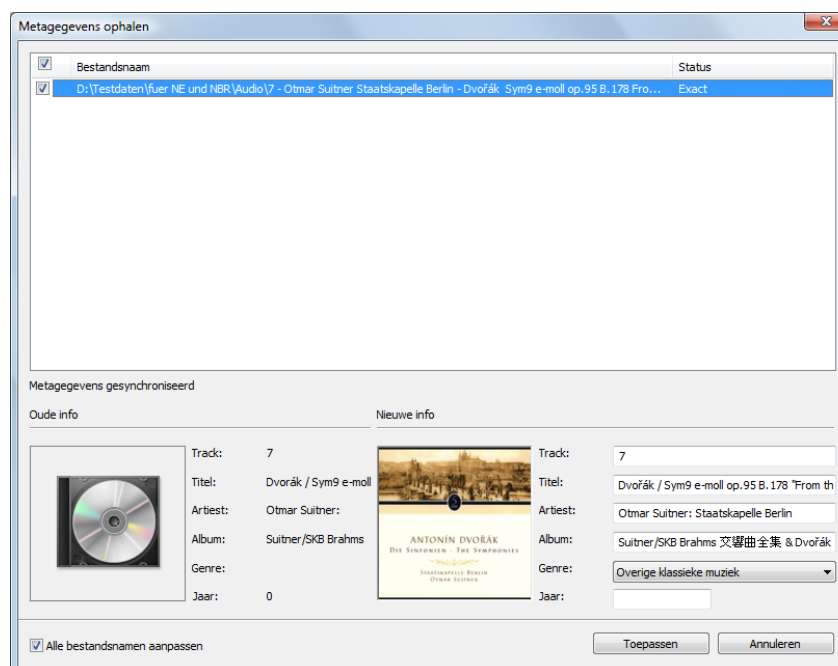 Metagegevens ophalen
Bestandsnaam Status
D:\Testdaten\fuer NE und NBR\Audio\7 - Otmar Suitner Staatskapelle Berlin - Dvořák Sym9 e-moll op.95 B.178 Fro... Exact
Metagegevens gesynchroniseerd
Oude info
Nieuwe info
Track: 7
Titel: Dvorák / Sym9 e-moll
Artiest: Otmar Suitner:
Album: Suitner/SKB Brahms
Genre:
Jaar: 0
2
ANTONÍN DVOŘÁK
DIE SINFONIEN - THE SYMPHONIES
STAATSKAPELLE BERLIN
OTMAR SUITNER
Track: 7
Titel: Dvořák / Sym9 e-moll op.95 B.178 "From th
Artiest: Otmar Suitner: Staatskapelle Berlin
Album: Suitner/SKB Brahms 交響曲全集 & Dvořák
Genre: Overige klassieke muziek
Jaar:
Alle bestandsnamen aanpassen
Toepassen
Annuleren